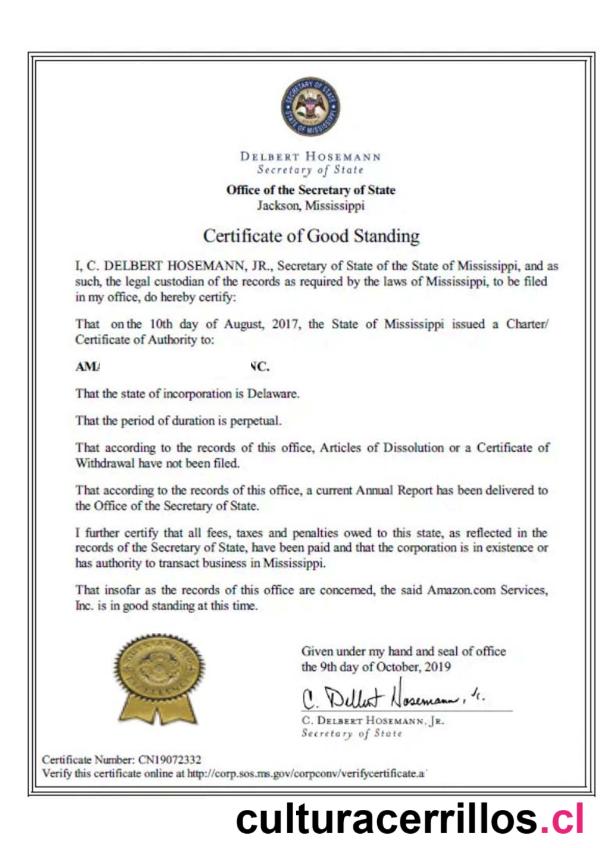 SECRETARY OF STATE
STATE OF MISSISSIPPI
DELBERT HOSEMANN
Secretary of State
Office of the Secretary of State
Jackson, Mississippi
Certificate of Good Standing
I, C. DELBERT HOSEMANN, JR., Secretary of State of the State of Mississippi, and as
such, the legal custodian of the records as required by the laws of Mississippi, to be filed
in my office, do hereby certify:
That on the 10th day of August, 2017, the State of Mississippi issued a Charter/
Certificate of Authority to:
AMA NC.
That the state of incorporation is Delaware.
That the period of duration is perpetual.
That according to the records of this office, Articles of Dissolution or a Certificate of
Withdrawal have not been filed.
That according to the records of this office, a current Annual Report has been delivered to
the Office of the Secretary of State.
I further certify that all fees, taxes and penalties owed to this state, as reflected in the
records of the Secretary of State, have been paid and that the corporation is in existence or
has authority to transact business in Mississippi.
That insofar as the records of this office are concerned, the said Amazon.com Services,
Inc. is in good standing at this time.
Given under my hand and seal of office
the 9th day of October, 2019
C. Delbert Hosemann, Jr.
C. DELBERT HOSEMANN, JR.
Secretary of State
Certificate Number: CN19072332
Verify this certificate online at http://corp.sos.ms.gov/corpconv/verifycertificate.a
culturacerrillos.cl